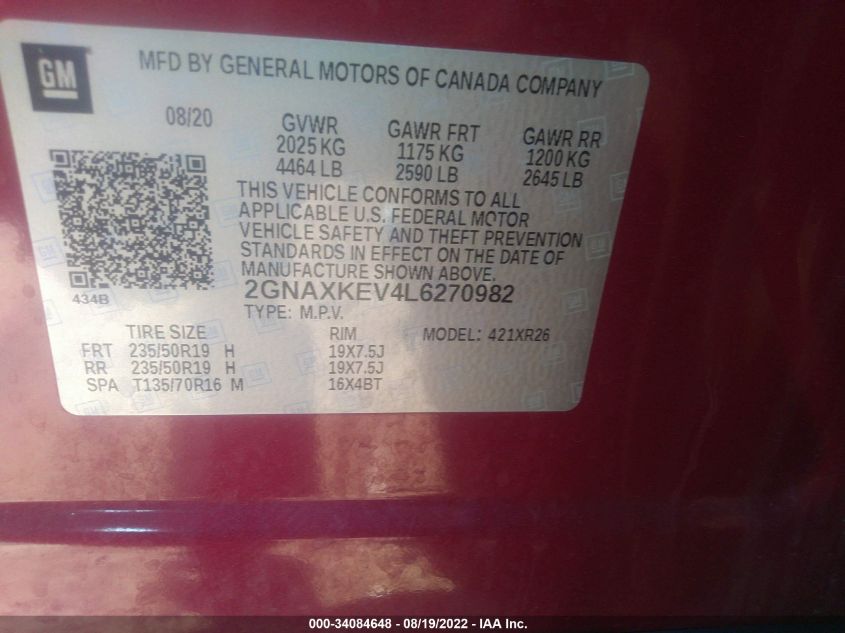 GM
MFD BY GENERAL MOTORS OF CANADA COMPANY
08/20
GVWR GAWR FRT GAWR RR
2025 KG 1175 KG 1200 KG
4464 LB 2590 LB 2645 LB
THIS VEHICLE CONFORMS TO ALL
APPLICABLE U.S. FEDERAL MOTOR
VEHICLE SAFETY AND THEFT PREVENTION
STANDARDS IN EFFECT ON THE DATE OF
MANUFACTURE SHOWN ABOVE.
434B
2GNAXKEV4L6270982
TYPE: M.P.V.
TIRE SIZE RIM MODEL: 421XR26
FRT 235/50R19 H 19X7.5J
RR 235/50R19 H 19X7.5J
SPA T135/70R16 M 16X4BT
000-34084648 - 08/19/2022 - IAA Inc.